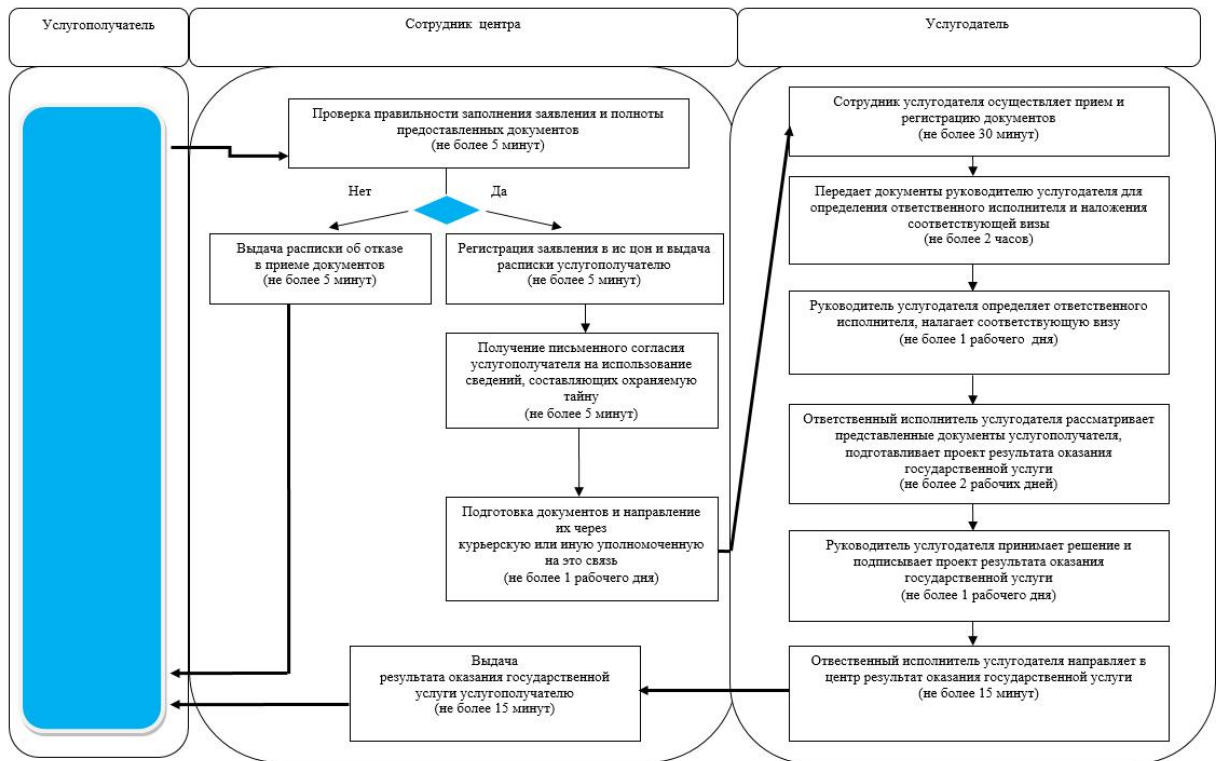 Услугополучатель
Сотрудник центра
Услугодатель
Проверка правильности заполнения заявления и полноты
предоставленных документов
(не более 5 минут)
Нет
Да
Выдача расписки об отказе
в приеме документов
(не более 5 минут)
Регистрация заявления в ис цон и выдача
расписки услугополучателю
(не более 5 минут)
Получение письменного согласия
услугополучателя на использование
сведений, составляющих охраняемую
тайну
(не более 5 минут)
Подготовка документов и направление
их через
курьерскую или иную уполномоченную
на это связь
(не более 1 рабочего дня)
Выдача
результата оказания государственной
услуги услугополучателю
(не более 15 минут)
Сотрудник услугодателя осуществляет прием и
регистрацию документов
(не более 30 минут)
Передает документы руководителю услугодателя для
определения ответственного исполнителя и наложения
соответствующей визы
(не более 2 часов)
Руководитель услугодателя определяет ответственного
исполнителя, налагает соответствующую визу
(не более 1 рабочего дня)
Ответственный исполнитель услугодателя рассматривает
представленные документы услугополучателя,
подготавливает проект результата оказания
государственной услуги
(не более 2 рабочих дней)
Руководитель услугодателя принимает решение и
подписывает проект результата оказания
государственной услуги
(не более 1 рабочего дня)
Отвественный исполнитель услугодателя направляет в
центр результат оказания государственной услуги
(не более 15 минут)